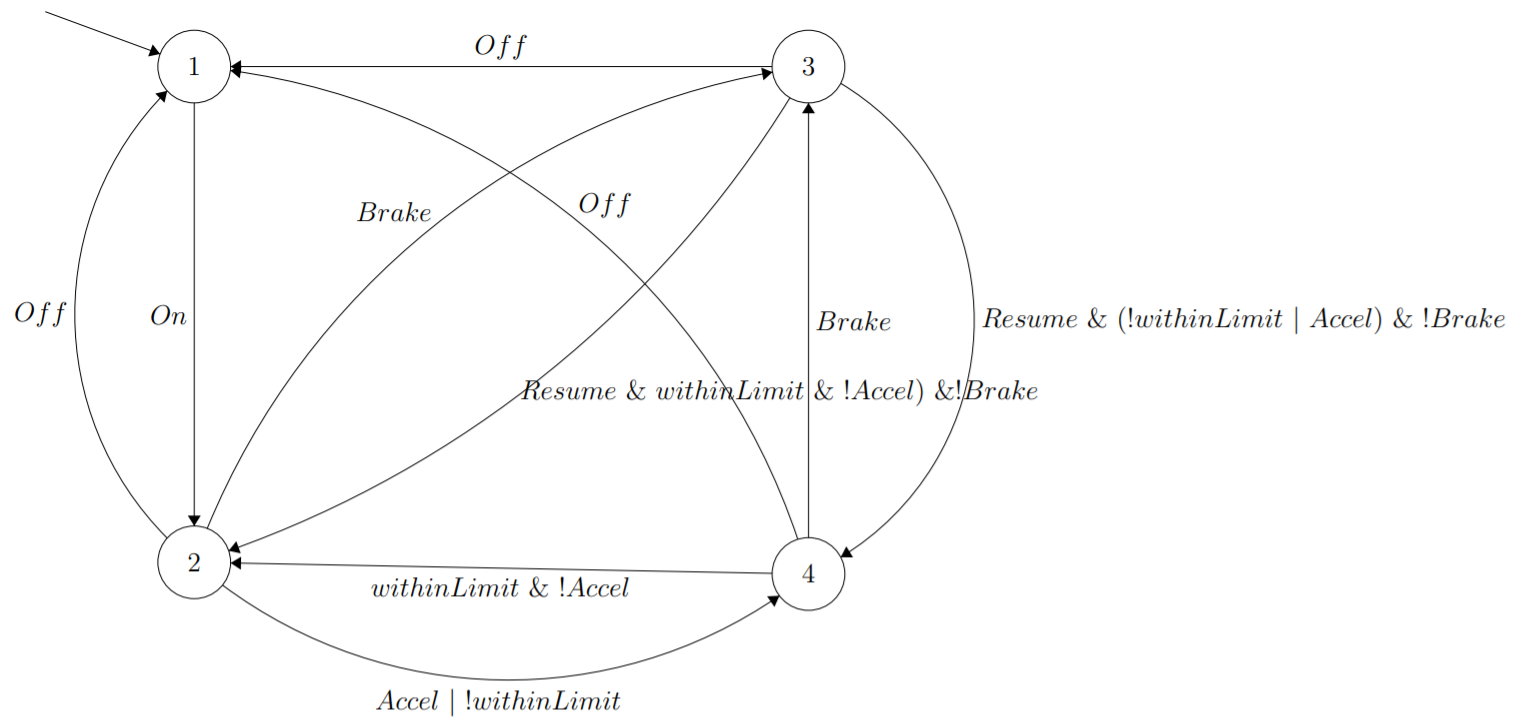 1
Off
3
Brake
Off
Off
On
Brake
Resume & (!withinLimit | Accel) & !Brake
Resume & withinLimit & !Accel) &!Brake
2
4
withinLimit & !Accel
Accel | !withinLimit